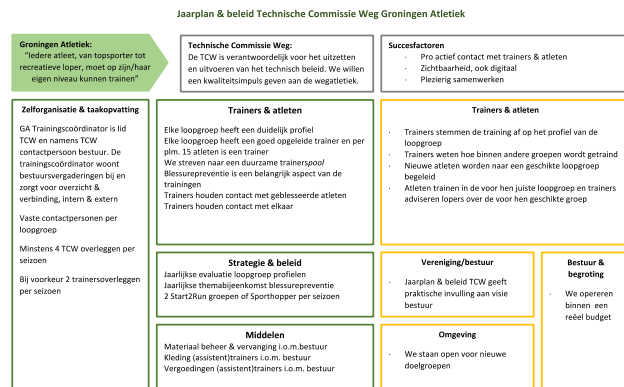 Jaarplan & beleid Technische Commissie Weg Groningen Atletiek
Groningen Atletiek:
“Iedere atleet, van topsporter tot
recreatieve loper, moet op zijn/haar
eigen niveau kunnen trainen”
Technische Commissie Weg:
De TCW is verantwoordelijk voor het uitzetten
en uitvoeren van het technisch beleid. We willen
een kwaliteitsimpuls geven aan de wegatletiek.
Succesfactoren
· Pro actief contact met trainers & atleten
· Zichtbaarheid, ook digitaal
· Plezierig samenwerken
Zelforganisatie & taakopvatting
GA Trainingscoördinator is lid
TCW en namens TCW
contactpersoon bestuur. De
trainingscoördinator woont
bestuursvergaderingen bij en
zorgt voor overzicht &
verbinding, intern & extern
Vaste contactpersonen per
loopgroep
Minstens 4 TCW overleggen per
seizoen
Bij voorkeur 2 trainersoverleggen
per seizoen
Trainers & atleten
Elke loopgroep heeft een duidelijk profiel
Elke loopgroep heeft een goed opgeleide trainer en per
plm. 15 atleten is een trainer
We streven naar een duurzame trainerspool
Blessurepreventie is een belangrijk aspect van de
trainingen
Trainers houden contact met geblesseerde atleten
Trainers houden contact met elkaar
Trainers & atleten
· Trainers stemmen de training af op het profiel van de
loopgroep
· Trainers weten hoe binnen andere groepen wordt getraind
· Nieuwe atleten worden naar een geschikte loopgroep
begeleid
· Atleten trainen in de voor hen juiste loopgroep en trainers
adviseren lopers over de voor hen geschikte groep
Strategie & beleid
Jaarlijkse evaluatie loopgroep profielen
Jaarlijkse themabijeenkomst blessurepreventie
2 Start2Run groepen of Sporthopper per seizoen
Vereniging/bestuur
· Jaarplan & beleid TCW geeft
praktische invulling aan visie
bestuur
Bestuur &
begroting
· We opereren
binnen een
reëel budget
Middelen
Materiaal beheer & vervanging i.o.m.bestuur
Kleding (assistent)trainers i.o.m. bestuur
Vergoedingen (assistent)trainers i.o.m. bestuur
Omgeving
· We staan open voor nieuwe
doelgroepen